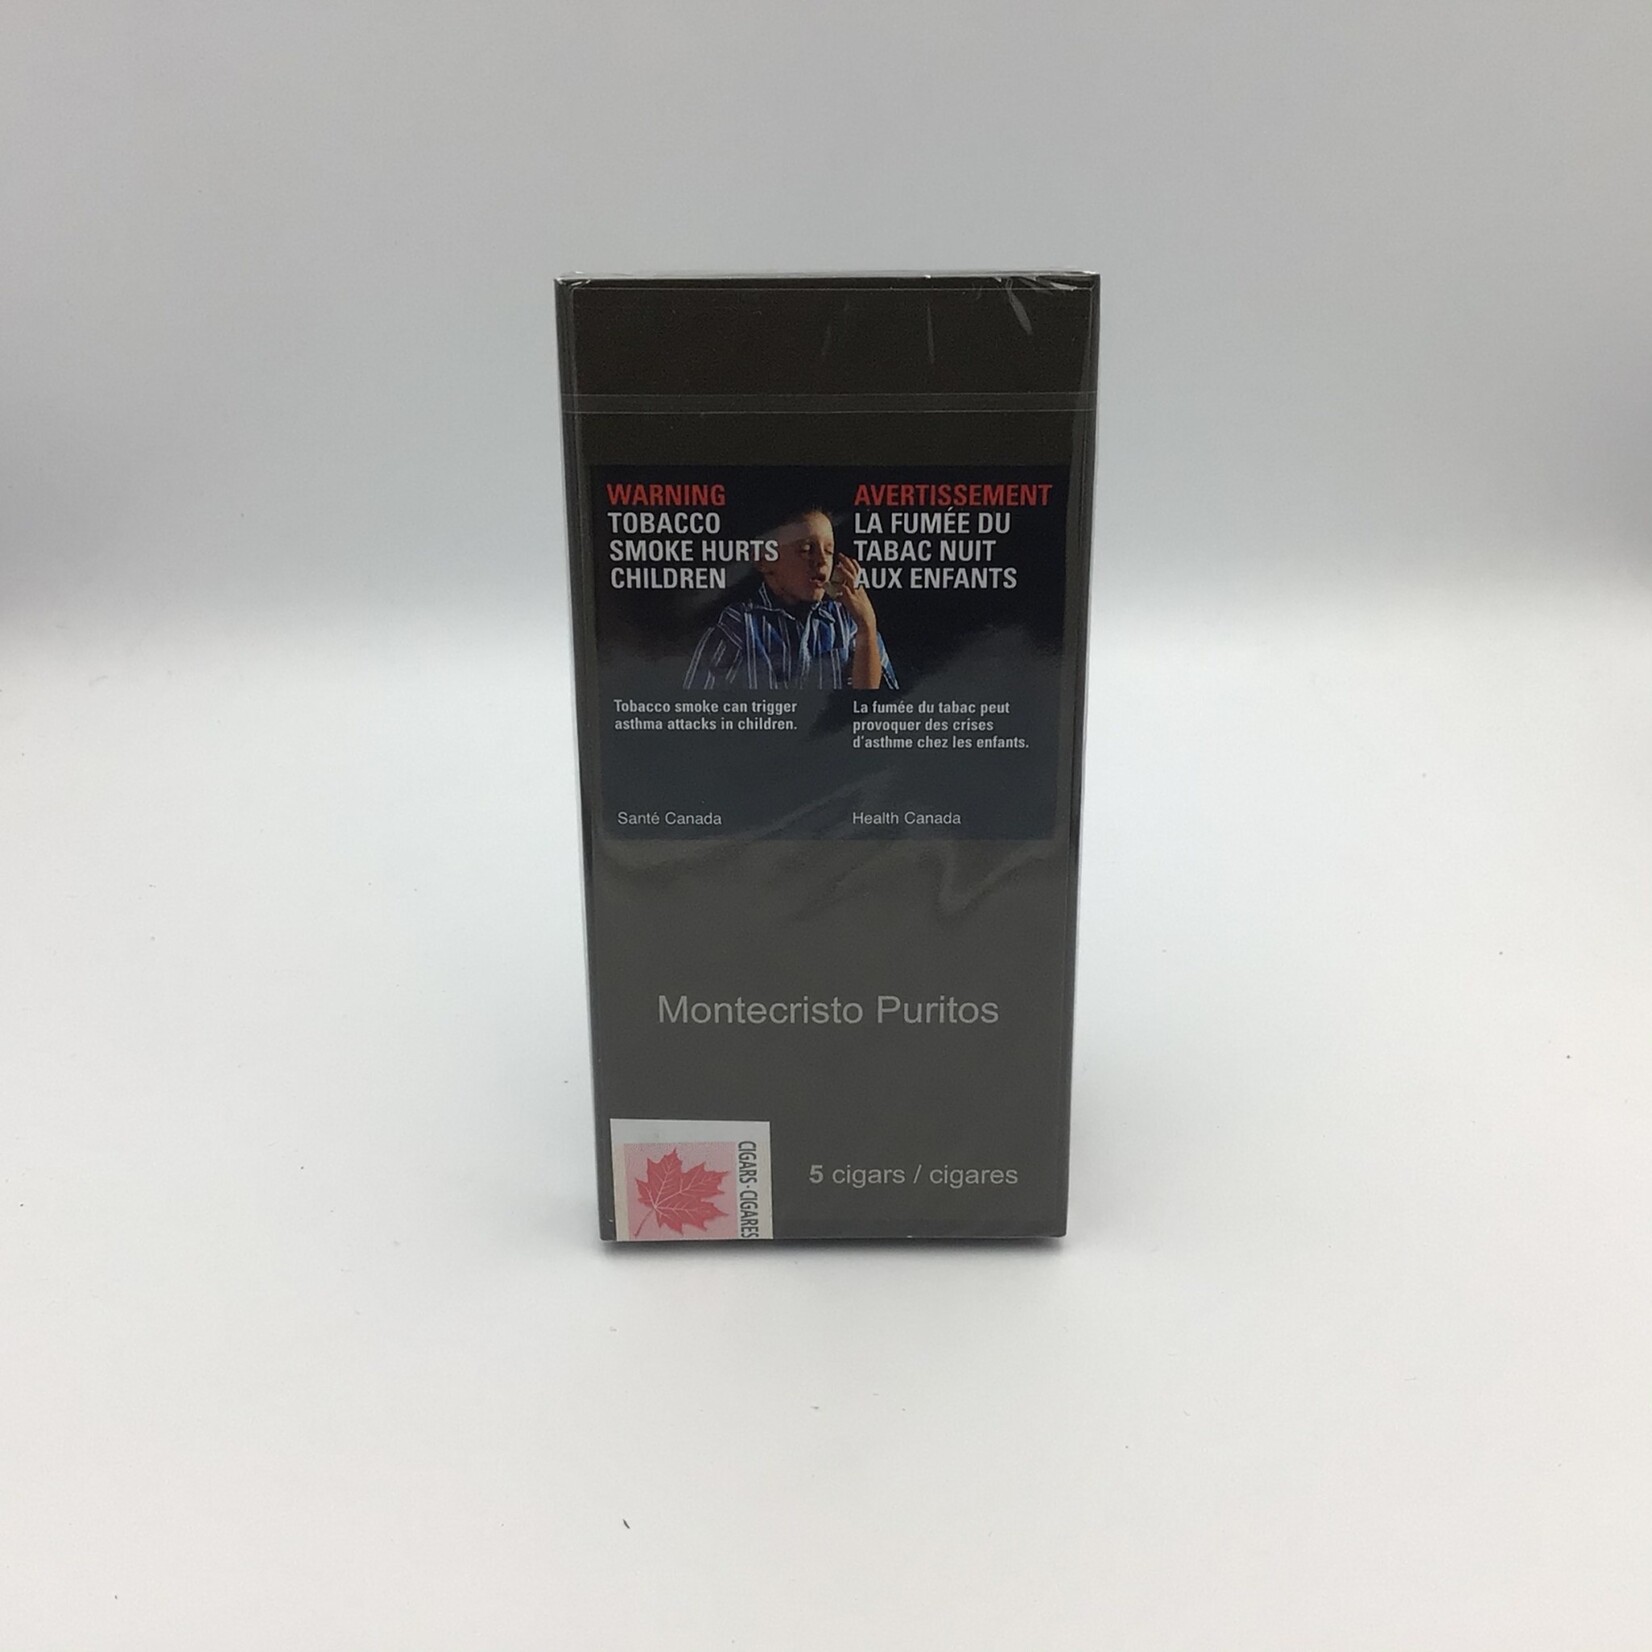 WARNING
TOBACCO
SMOKE HURTS
CHILDREN
Tobacco smoke can trigger
asthma attacks in children.
Santé Canada
AVERTISSEMENT
LA FUMÉE DU
TABAC NUIT
AUX ENFANTS
La fumée du tabac peut
provoquer des crises
d'asthme chez les enfants.
Health Canada
Montecristo Puritos
CIGARS · CIGARES
5 cigars / cigares